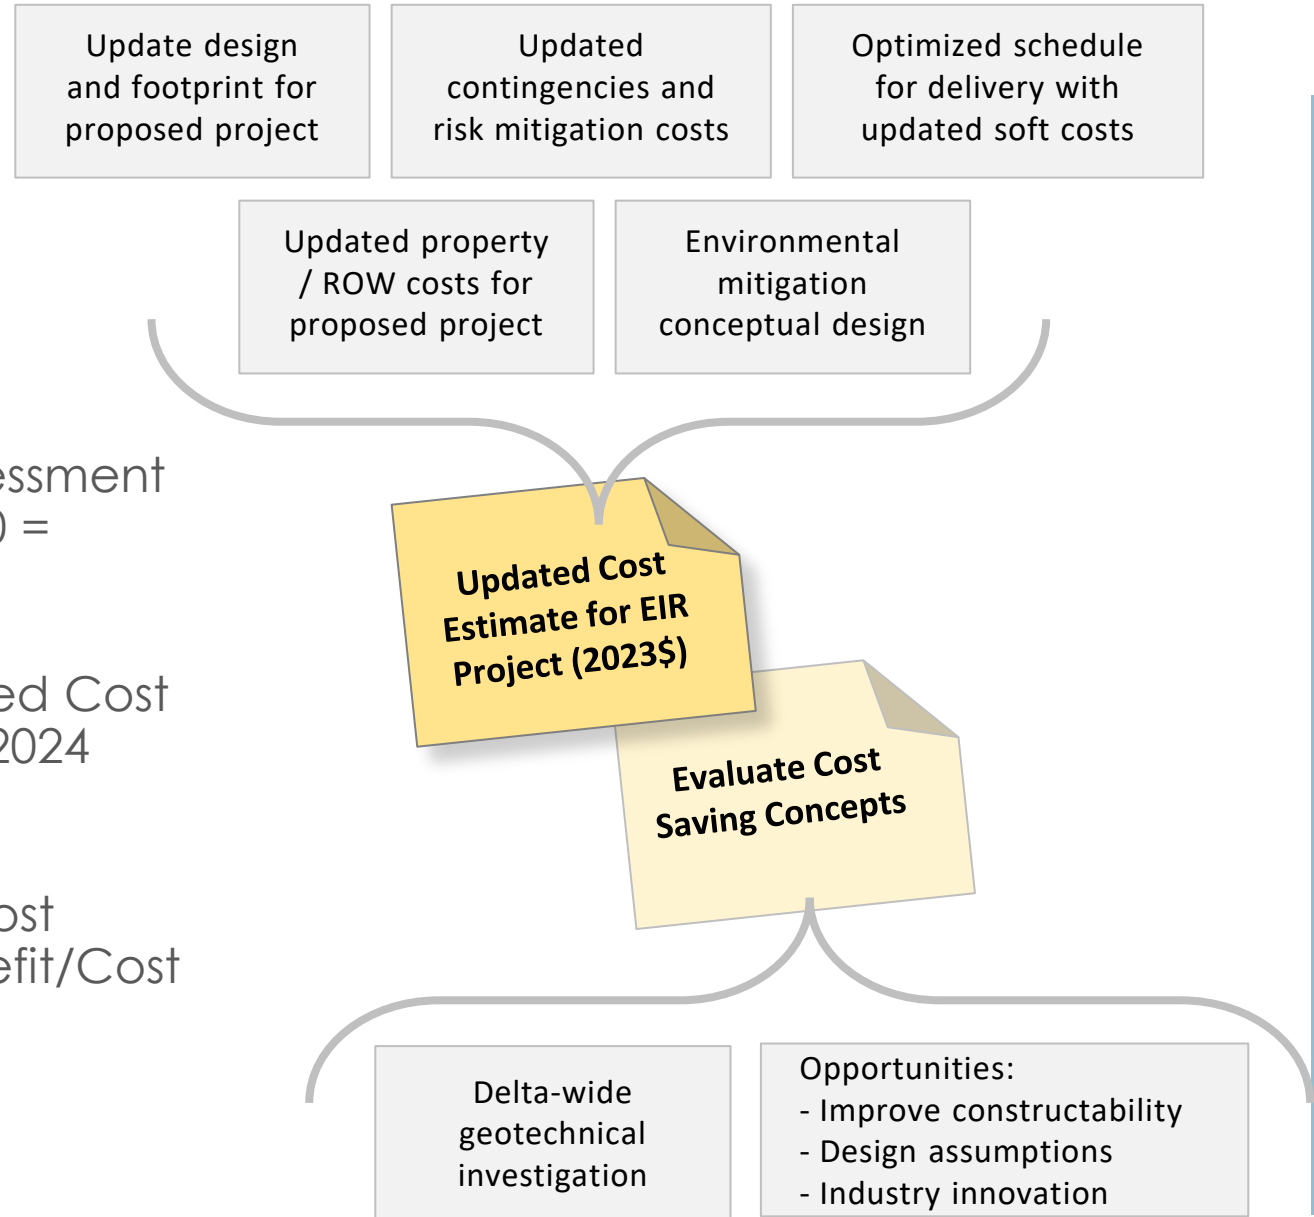 Update design
and footprint for
proposed project
Updated
contingencies and
risk mitigation costs
Optimized schedule
for delivery with
updated soft costs
Updated property
/ ROW costs for
proposed project
Environmental
mitigation
conceptual design
essment
=
ed Cost
2024
ost
efit/Cost
Updated Cost
Estimate for EIR
Project (2023$)
Evaluate Cost
Saving Concepts
Delta-wide
geotechnical
investigation
Opportunities:
- Improve constructability
- Design assumptions
- Industry innovation